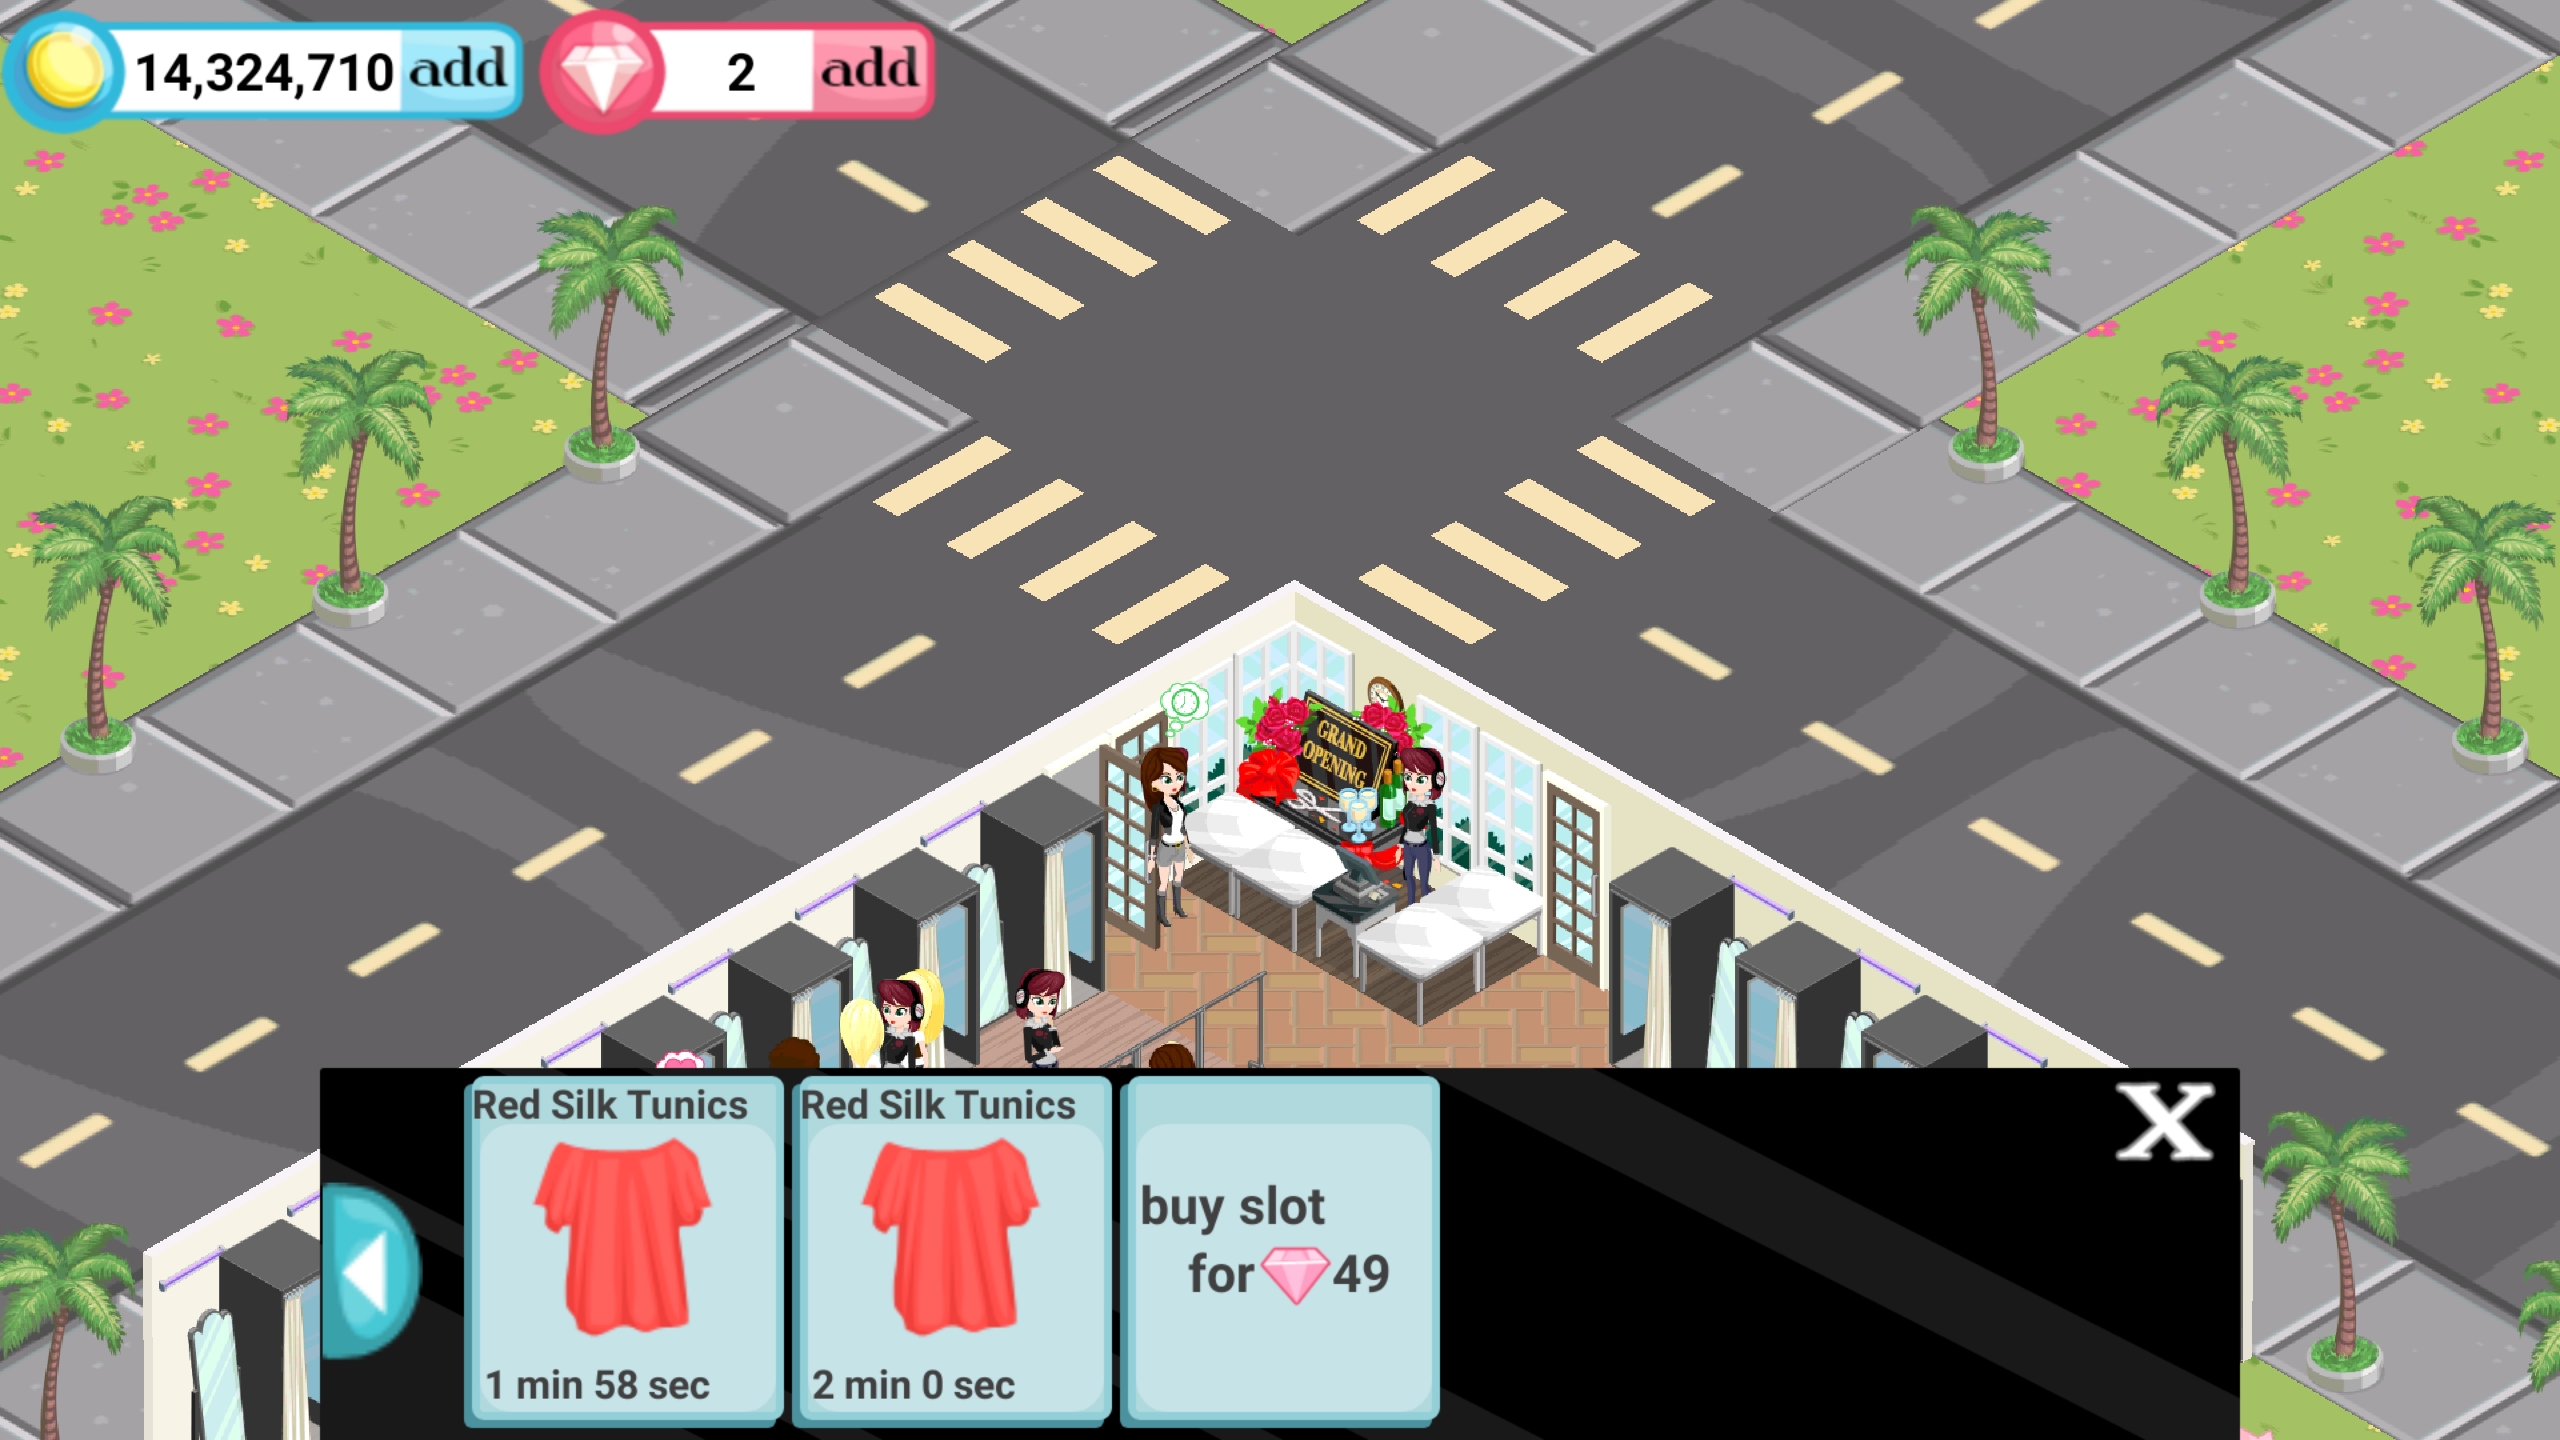 14,324,710 add
2 add
GRAND
OPENING
Red Silk Tunics
1 min 58 sec
Red Silk Tunics
2 min 0 sec
buy slot
for 49
X